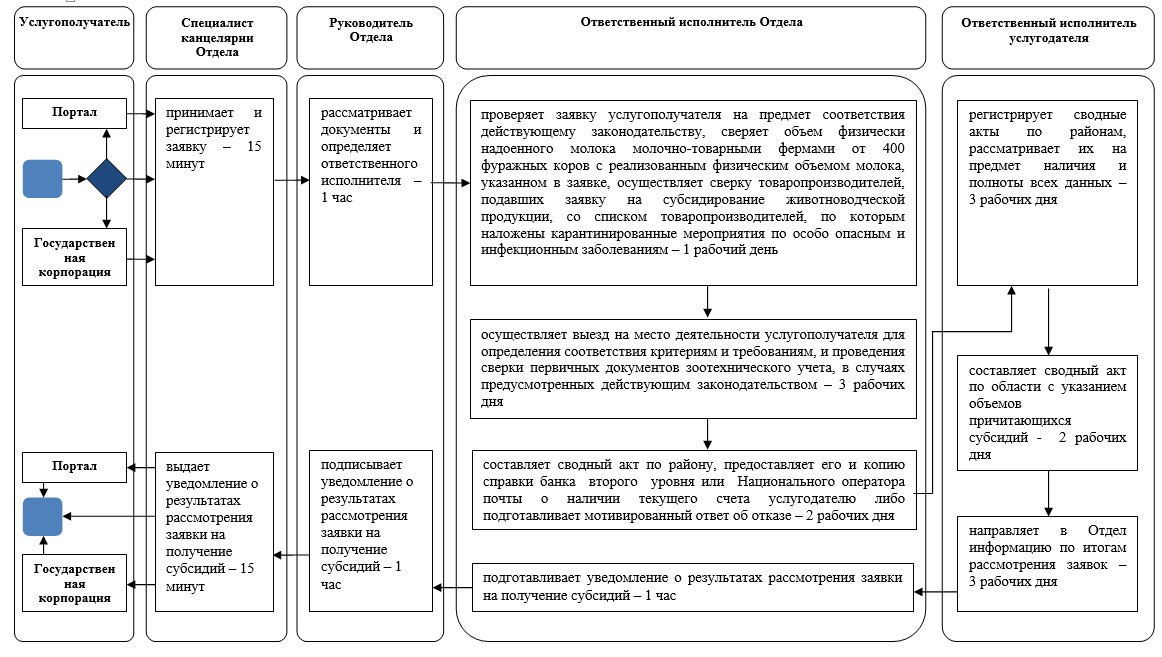 Услугополучатель
Специалист
канцелярии
Отдела
Руководитель
Отдела
Ответственный исполнитель Отдела
Ответственный исполнитель
услугодателя
Портал
Государствен
ная
корпорация
принимает и
регистрирует
заявку – 15
минут
рассматривает
документы и
определяет
ответственного
исполнителя –
1 час
проверяет заявку услугополучателя на предмет соответствия
действующему законодательству, сверяет объем физически
надоенного молока молочно-товарными фермами от 400
фуражных коров с реализованным физическим объемом молока,
указанном в заявке, осуществляет сверку товаропроизводителей,
подавших заявку на субсидирование животноводческой
продукции, со списком товаропроизводителей, по которым
наложены карантинированные мероприятия по особо опасным и
инфекционным заболеваниям – 1 рабочий день
регистрирует сводные
акты по районам,
рассматривает их на
предмет наличия и
полноты всех данных –
3 рабочих дня
осуществляет выезд на место деятельности услугополучателя для
определения соответствия критериям и требованиям, и проведения
сверки первичных документов зоотехнического учета, в случаях
предусмотренных действующим законодательством – 3 рабочих
дня
составляет сводный акт
по области с указанием
объемов
причитающихся
субсидий - 2 рабочих
дня
составляет сводный акт по району, предоставляет его и копию
справки банка второго уровня или Национального оператора
почты о наличии текущего счета услугодателю либо
подготавливает мотивированный ответ об отказе – 2 рабочих дня
направляет в Отдел
информацию по итогам
рассмотрения заявок –
3 рабочих дня
подготавливает уведомление о результатах рассмотрения заявки
на получение субсидий – 1 час
подписывает
уведомление о
результатах
рассмотрения
заявки на
получение
субсидий – 1
час
выдает
уведомление о
результатах
рассмотрения
заявки на
получение
субсидий – 15
минут
Портал
Государствен
ная
корпорация